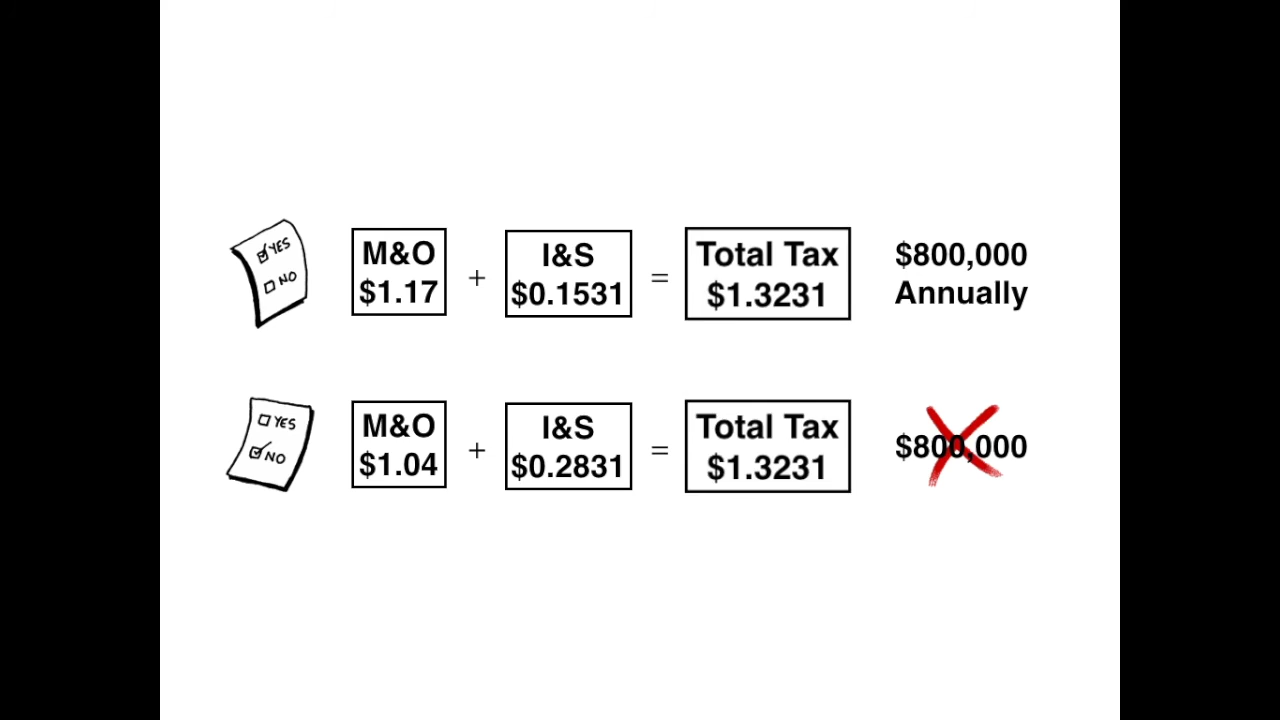 YES
NO
M&O
$1.17
+
I&S
$0.1531
=
Total Tax
$1.3231
$800,000
Annually
YES
NO
M&O
$1.04
+
I&S
$0.2831
=
Total Tax
$1.3231
$800,000